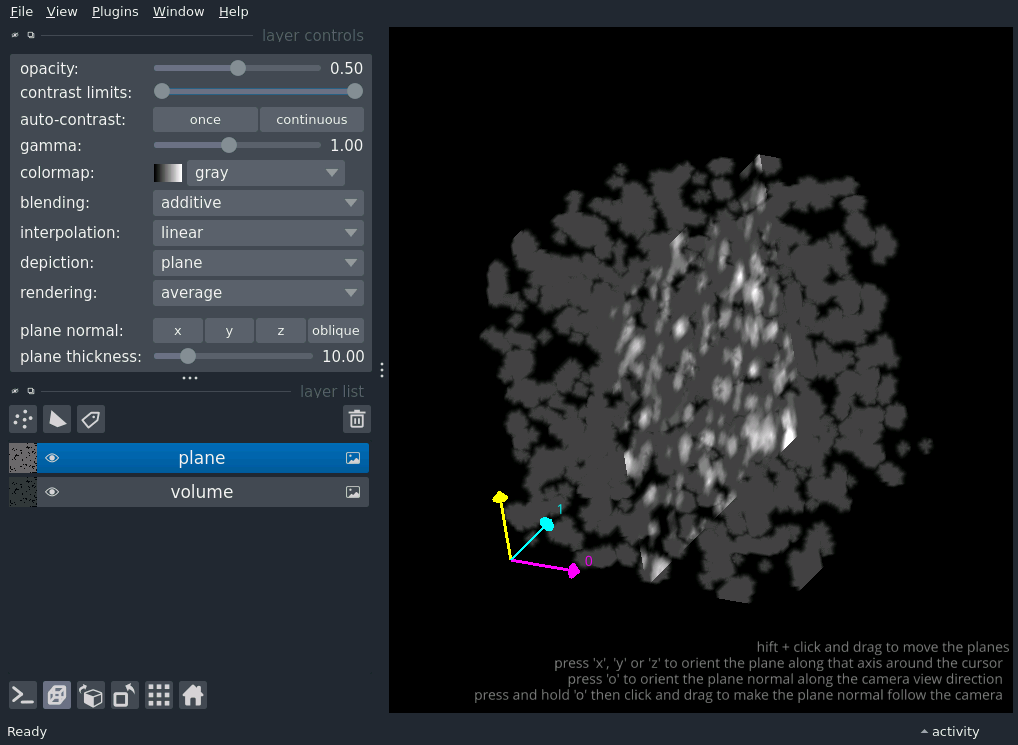 File View Plugins Window Help
layer controls
opacity: 0.50
contrast limits:
auto-contrast: once continuous
gamma: 1.00
colormap: gray
blending: additive
interpolation: linear
depiction: plane
rendering: average
plane normal: x y z oblique
plane thickness: 10.00
layer list
plane
volume
1
0
hift + click and drag to move the planes
press 'x', 'y' or 'z' to orient the plane along that axis around the cursor
press 'o' to orient the plane normal along the camera view direction
press and hold 'o' then click and drag to make the plane normal follow the camera
Ready
activity